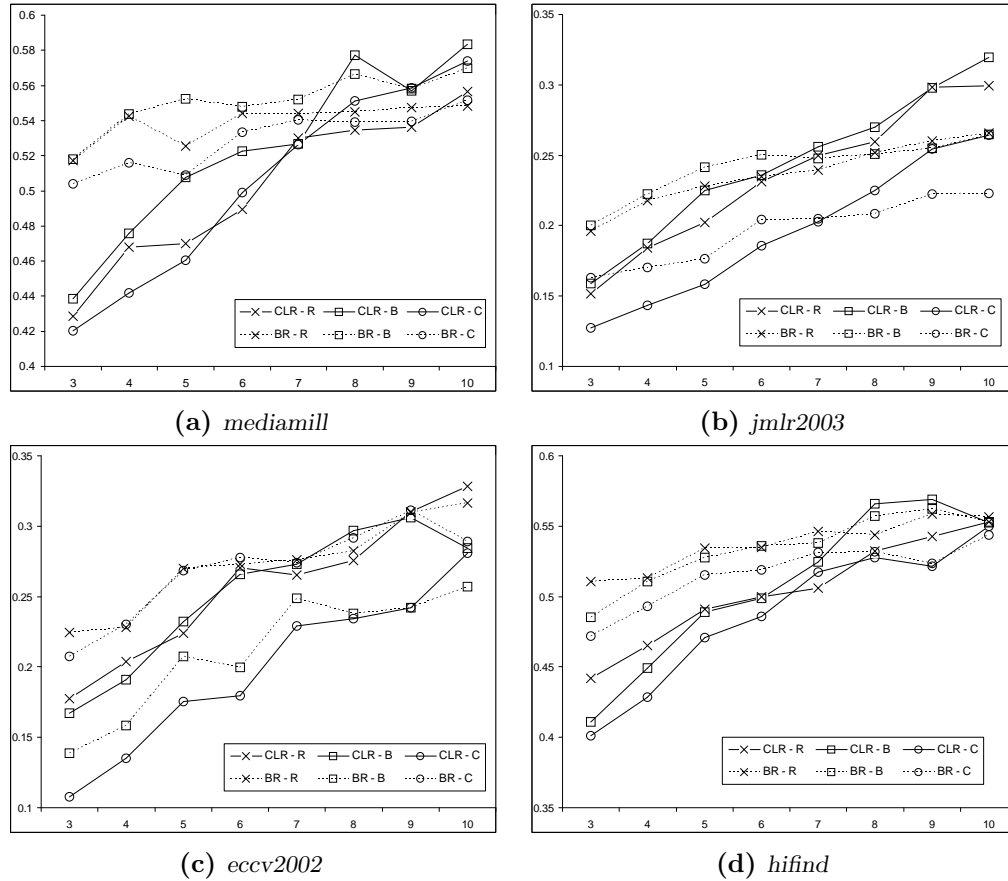 0.6
0.58
0.56
0.54
0.52
0.5
0.48
0.46
0.44
0.42
0.4
3 4 5 6 7 8 9 10
CLR - R CLR - B CLR - C
BR - R BR - B BR - C
(a) mediamill
0.35
0.3
0.25
0.2
0.15
0.1
3 4 5 6 7 8 9 10
CLR - R CLR - B CLR - C
BR - R BR - B BR - C
(b) jmlr2003
0.35
0.3
0.25
0.2
0.15
0.1
3 4 5 6 7 8 9 10
CLR - R CLR - B CLR - C
BR - R BR - B BR - C
(c) eccv2002
0.6
0.55
0.5
0.45
0.4
0.35
3 4 5 6 7 8 9 10
CLR - R CLR - B CLR - C
BR - R BR - B BR - C
(d) hifind